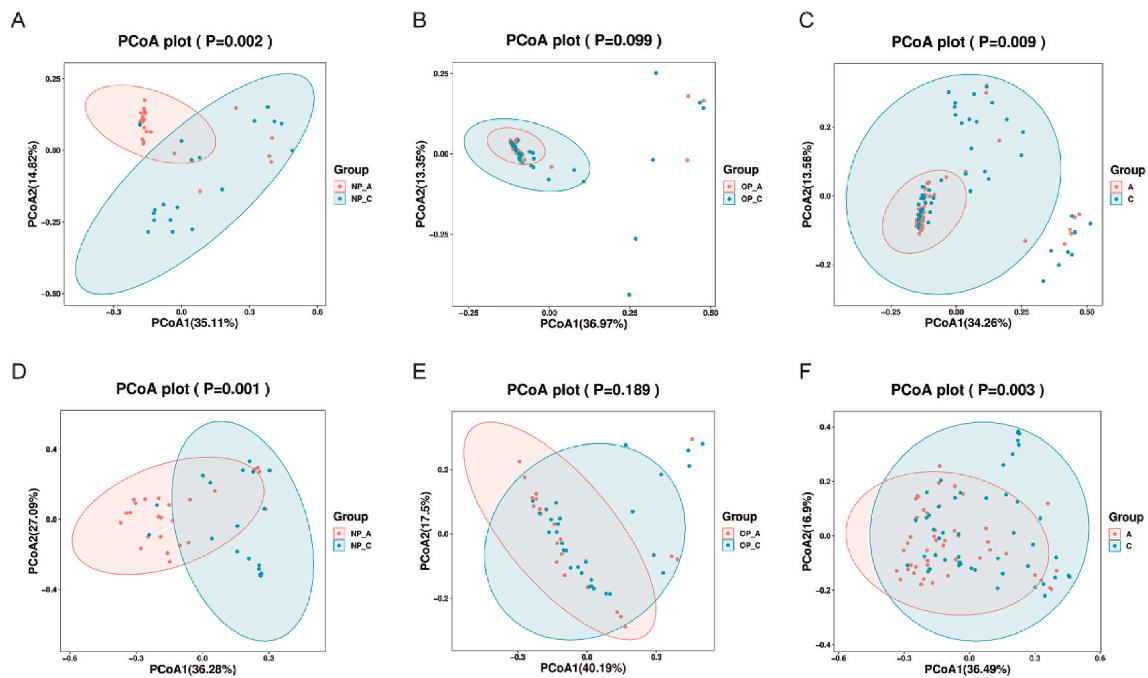 A
PCoA plot ( P=0.002 )
0.25
0.00
−0.25
−0.50
−0.3
0.0
0.3
0.6
PCoA2(14.82%)
PCoA1(35.11%)
Group
NP_A
NP_C
B
PCoA plot ( P=0.099 )
0.25
0.00
−0.25
0.00
0.25
0.50
PCoA2(13.35%)
PCoA1(36.97%)
Group
OP_A
OP_C
C
PCoA plot ( P=0.009 )
0.2
0.0
−0.2
−0.25
0.00
0.25
0.50
PCoA2(13.56%)
PCoA1(34.26%)
Group
A
C
D
PCoA plot ( P=0.001 )
0.4
0.0
−0.4
−0.6
−0.3
0.0
0.3
PCoA2(27.09%)
PCoA1(36.28%)
Group
NP_A
NP_C
E
PCoA plot ( P=0.189 )
0.2
0.0
−0.2
−0.3
0.0
0.3
PCoA2(17.5%)
PCoA1(40.19%)
Group
OP_A
OP_C
F
PCoA plot ( P=0.003 )
0.4
0.2
0.0
−0.2
−0.4
−0.6
−0.3
0.0
0.3
0.6
PCoA2(16.9%)
PCoA1(36.49%)
Group
A
C